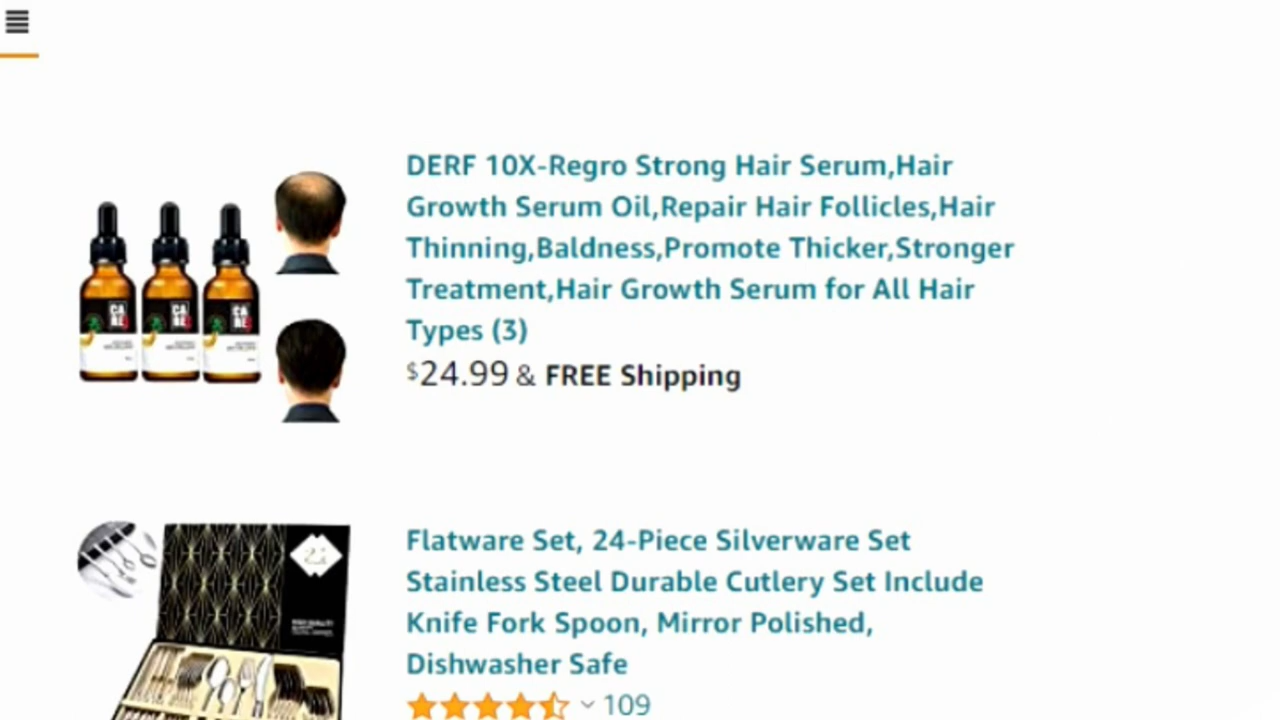 DERF 10X-Regro Strong Hair Serum,Hair
Growth Serum Oil,Repair Hair Follicles,Hair
Thinning,Baldness,Promote Thicker,Stronger
Treatment,Hair Growth Serum for All Hair
Types (3)
$24.99 & FREE Shipping
Flatware Set, 24-Piece Silverware Set
Stainless Steel Durable Cutlery Set Include
Knife Fork Spoon, Mirror Polished,
Dishwasher Safe
109